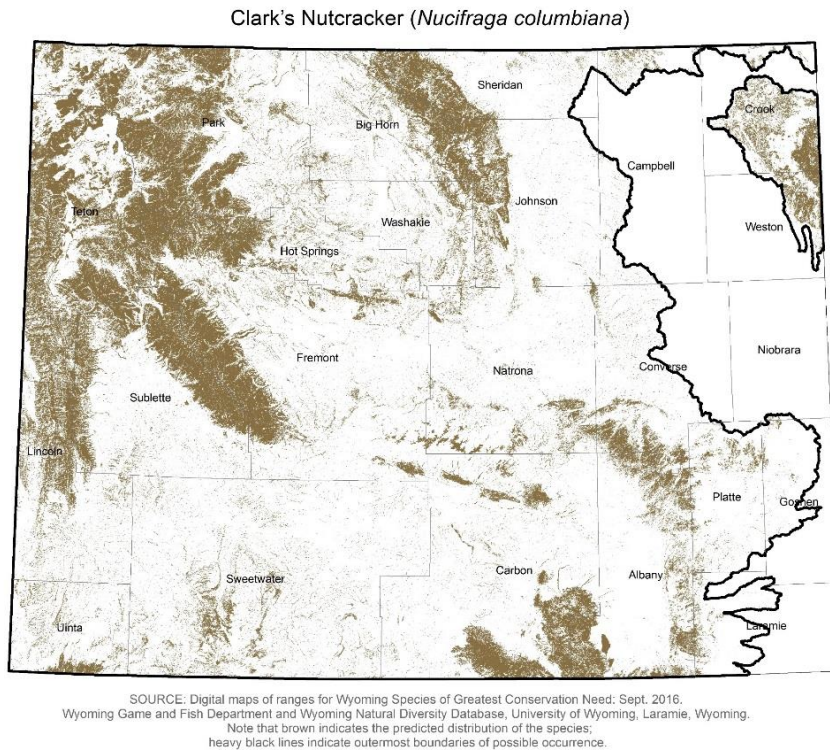 Clark's Nutcracker (Nucifraga columbiana)
Sheridan
Crook
Park
Big Horn
Campbell
Johnson
Teton
Washakie
Weston
Hot Springs
Niobrara
Fremont
Converse
Natrona
Sublette
Lincoln
Platte
Goshen
Carbon
Albany
Sweetwater
Uinta
Laramie
SOURCE: Digital maps of ranges for Wyoming Species of Greatest Conservation Need: Sept. 2016.
Wyoming Game and Fish Department and Wyoming Natural Diversity Database, University of Wyoming, Laramie, Wyoming.
Note that brown indicates the predicted distribution of the species;
heavy black lines indicate outermost boundaries of possible occurrence.